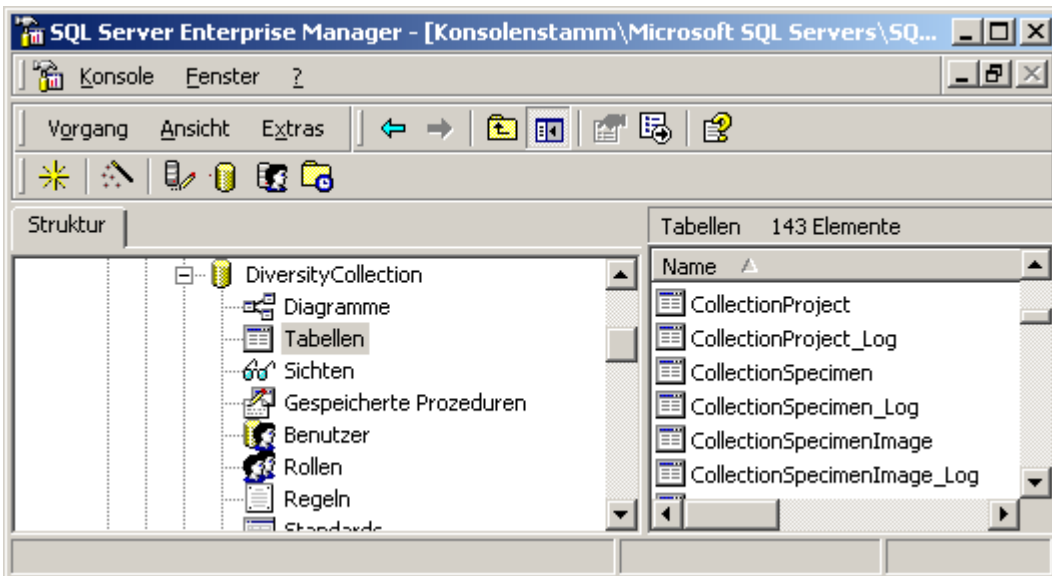 SQL Server Enterprise Manager - [Konsolenstamm\Microsoft SQL Servers\SQ...
Konsole Fenster ?
Vorgang Ansicht Extras
Struktur
Tabellen 143 Elemente
DiversityCollection
Diagramme
Tabellen
Sichten
Gespeicherte Prozeduren
Benutzer
Rollen
Regeln
Standards
Name
CollectionProject
CollectionProject_Log
CollectionSpecimen
CollectionSpecimen_Log
CollectionSpecimenImage
CollectionSpecimenImage_Log